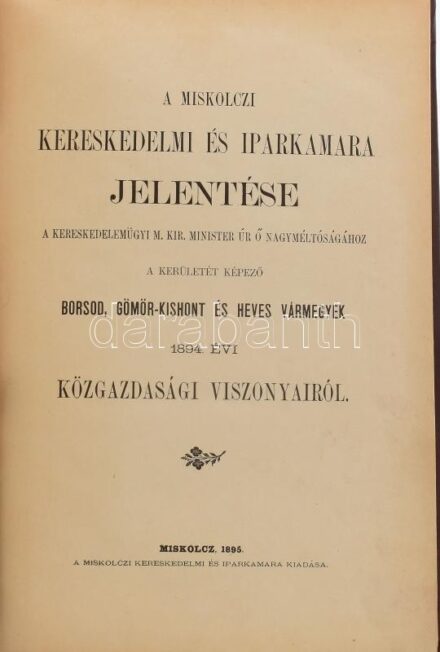 A MISKOLCZI
KERESKEDELMI ÉS IPARKAMARA
JELENTÉSE
A KERESKEDELEMÜGYI M. KIR. MINISTER ÚR Ő NAGYMÉLTÓSÁGÁHOZ
A KERÜLETÉT KÉPEZŐ
BORSOD, GÖMÖR-KISHONT ÉS HEVES VÁRMEGYEK
darabanth
1894. ÉVI
KÖZGAZDASÁGI VISZONYAIRÓL.
MISKOLCZ, 1895.
A MISKOLCZI KERESKEDELMI ÉS IPARKAMARA KIADÁSA.